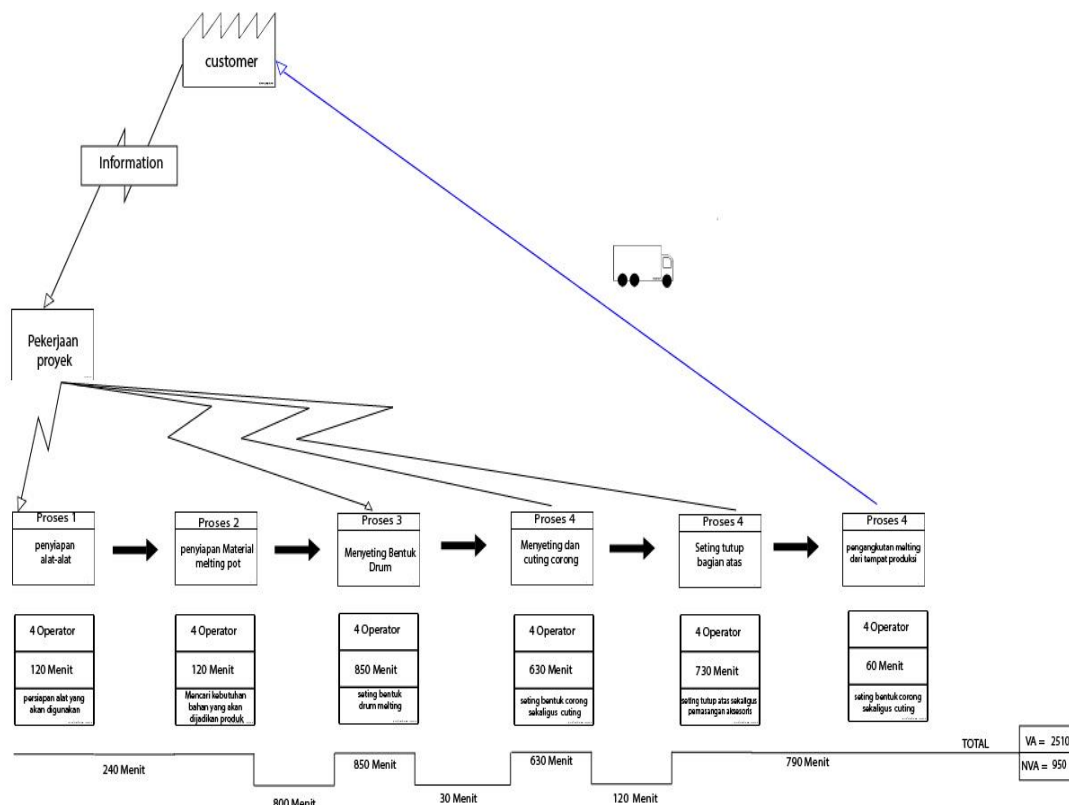 customer
Information
Pekerjaan
proyek
Proses 1
penyiapan
alat-alat
Proses 2
penyiapan Material
melting pot
Proses 3
Menyeting Bentuk
Drum
Proses 4
Menyeting dan
cuting corong
Proses 4
Seting tutup
bagian atas
Proses 4
pengangkutan melting
dari tempat produksi
4 Operator
120 Menit
persiapan alat yang
akan digunakan
4 Operator
120 Menit
Mencari kebutuhan
bahan yang akan
dijadikan produk
4 Operator
850 Menit
seting bentuk
drum melting
4 Operator
630 Menit
seting bentuk corong
sekaligus cuting
4 Operator
730 Menit
seting tutup atas sekaligus
pemasangan aksesoris
4 Operator
60 Menit
seting bentuk corong
sekaligus cuting
240 Menit
800 Menit
850 Menit
30 Menit
630 Menit
120 Menit
790 Menit
TOTAL
VA = 2510
NVA = 950